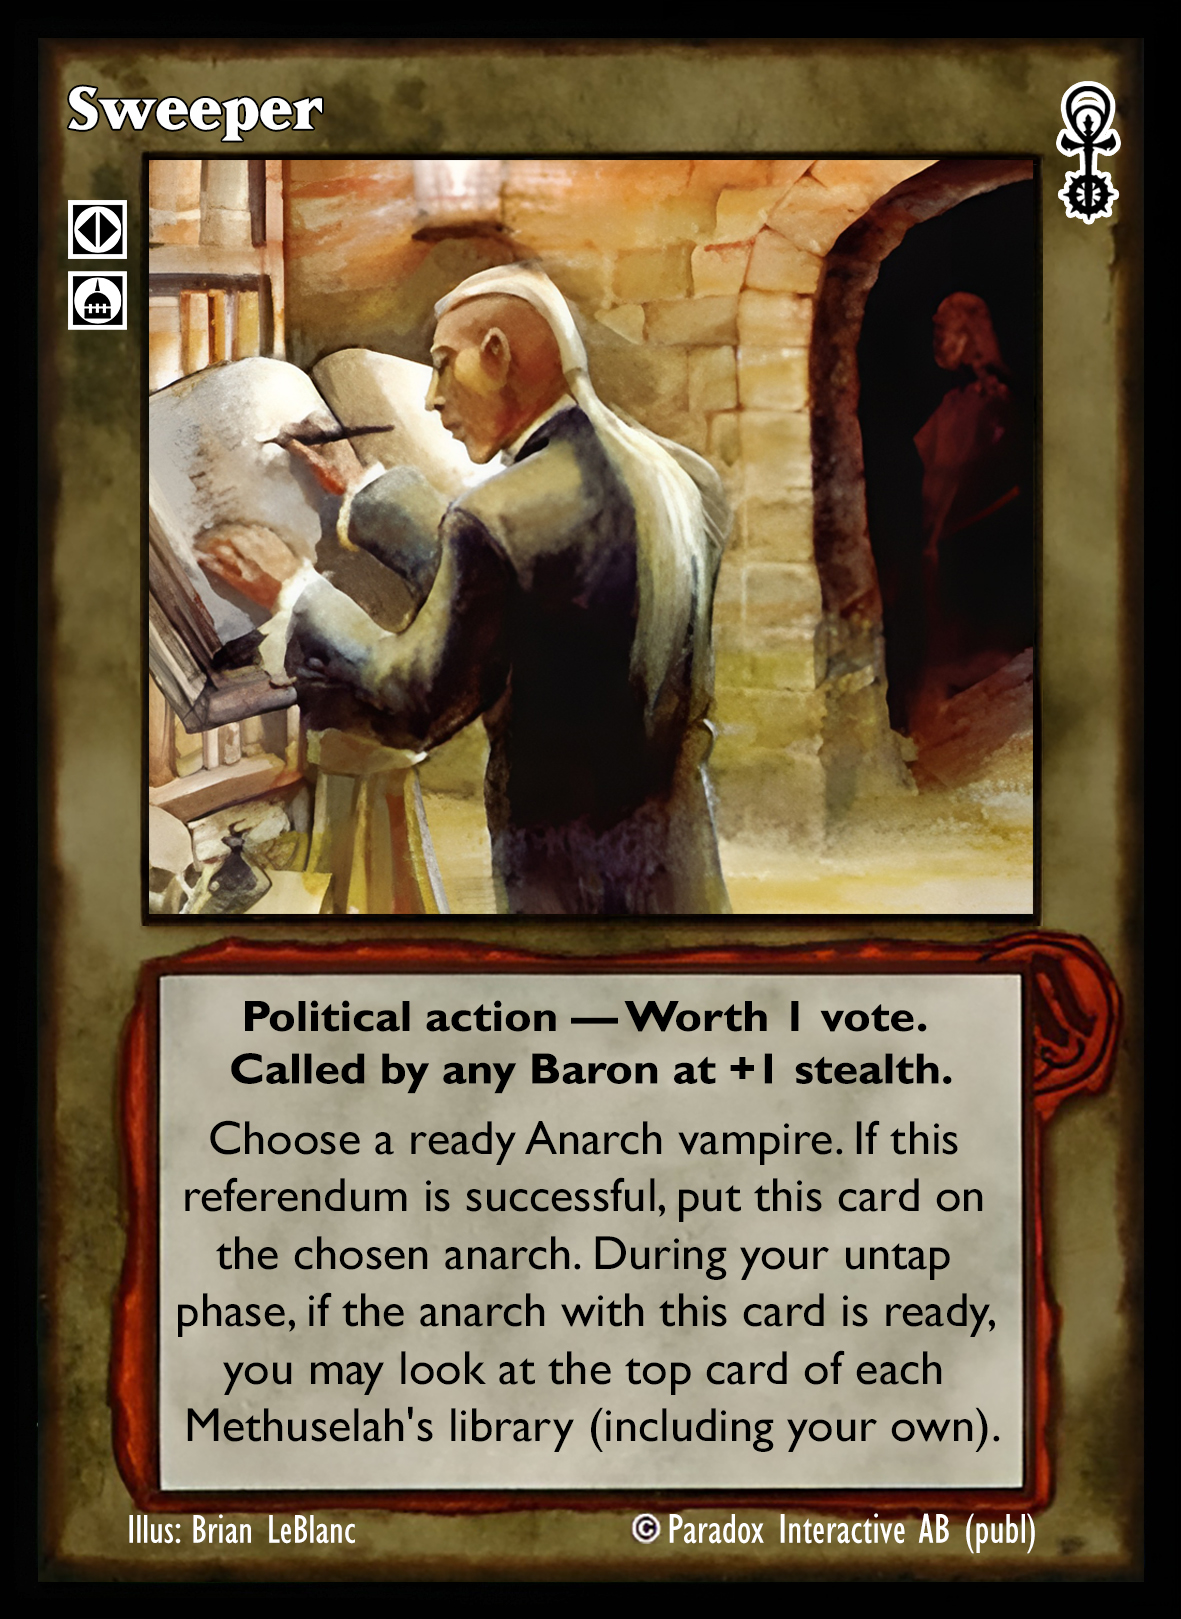 Sweeper
Political action — Worth 1 vote.
Called by any Baron at +1 stealth.
Choose a ready Anarch vampire. If this
referendum is successful, put this card on
the chosen anarch. During your untap
phase, if the anarch with this card is ready,
you may look at the top card of each
Methuselah's library (including your own).
Illus: Brian LeBlanc
© Paradox Interactive AB (publ)